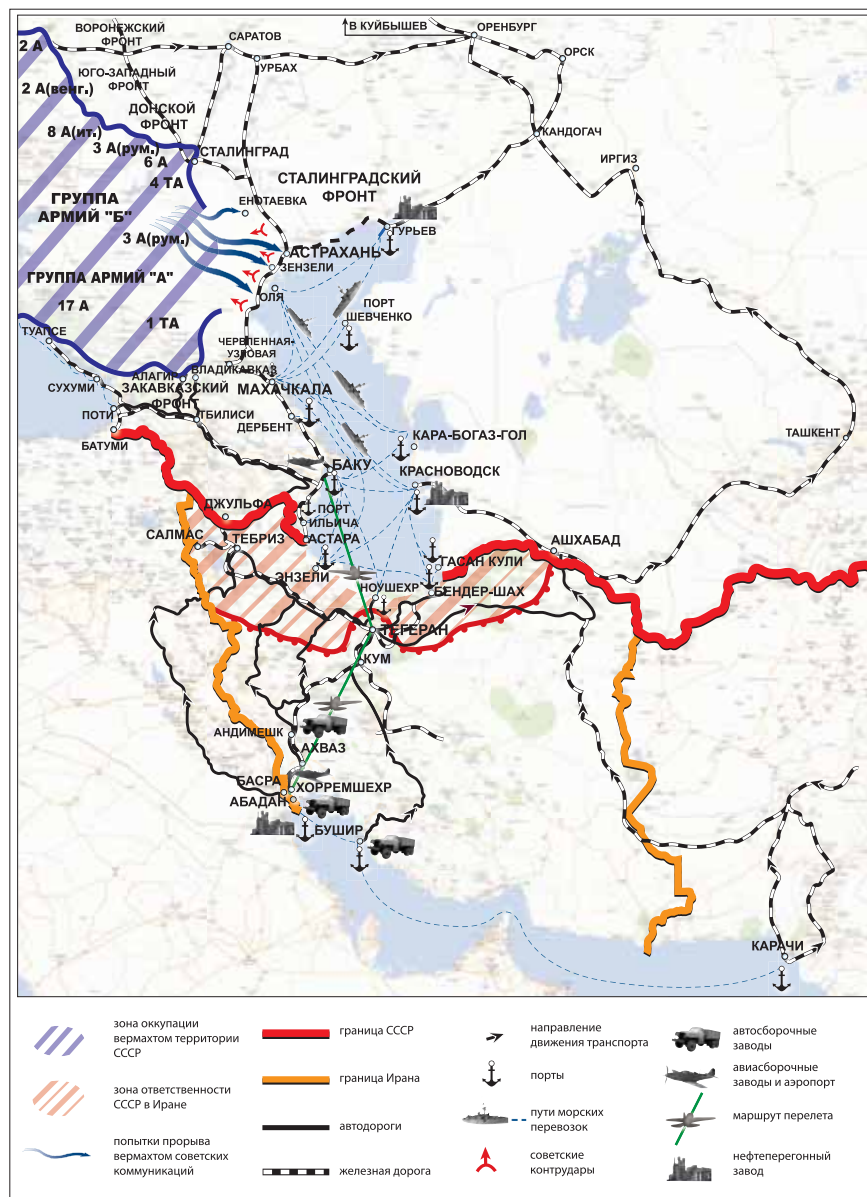 В КУЙБЫШЕВ
ОРЕНБУРГ
ВОРОНЕЖСКИЙ
ФРОНТ
САРАТОВ
2 А
ОРСК
УРБАХ
ЮГО-ЗАПАДНЫЙ
ФРОНТ
2 А(венг.)
ДОНСКОЙ
ФРОНТ
8 А(ит.)
КАНДОГАЧ
3 А(рум.)
6 А
СТАЛИНГРАД
ИРГИЗ
4 ТА
СТАЛИНГРАДСКИЙ
ФРОНТ
ГРУППА
АРМИЙ "Б"
ЕНОТАЕВКА
ГУРЬЕВ
3 А(рум.)
АСТРАХАНЬ
ЗЕНЗЕЛИ
ГРУППА АРМИЙ "А"
ОЛЯ
17 А
ПОРТ
ШЕВЧЕНКО
1 ТА
ТУАПСЕ
ЧЕРВЛЕННАЯ-
УЗЛОВАЯ
АЛАГИР
ВЛАДИКАВКАЗ
СУХУМИ
ЗАКАВКАЗСКИЙ
ФРОНТ
МАХАЧКАЛА
ПОТИ
ТБИЛИСИ
ДЕРБЕНТ
БАТУМИ
КАРА-БОГАЗ-ГОЛ
ТАШКЕНТ
БАКУ
КРАСНОВОДСК
ДЖУЛЬФА
ПОРТ
ИЛЬИЧА
САЛМАС
ТЕБРИЗ
АСТАРА
АШХАБАД
ТАСАН КУЛИ
ЭНЗЕЛИ
НОУШЕХР
БЕНДЕР-ШАХ
ТЕГЕРАН
КУМ
АНДИМЕШК
АХВАЗ
БАСРА
ХОРРЕМШЕХР
АБАДАН
БУШИР
КАРАЧИ
зона оккупации
вермахтом территории
СССР
зона ответственности
СССР в Иране
попытки прорыва
вермахтом советских
коммуникаций
граница СССР
граница Ирана
автодороги
железная дорога
направление
движения транспорта
порты
пути морских
перевозок
советские
контрудары
автосборочные
заводы
авиасборочные
заводы и аэропорт
маршрут перелета
нефтеперегонный
завод